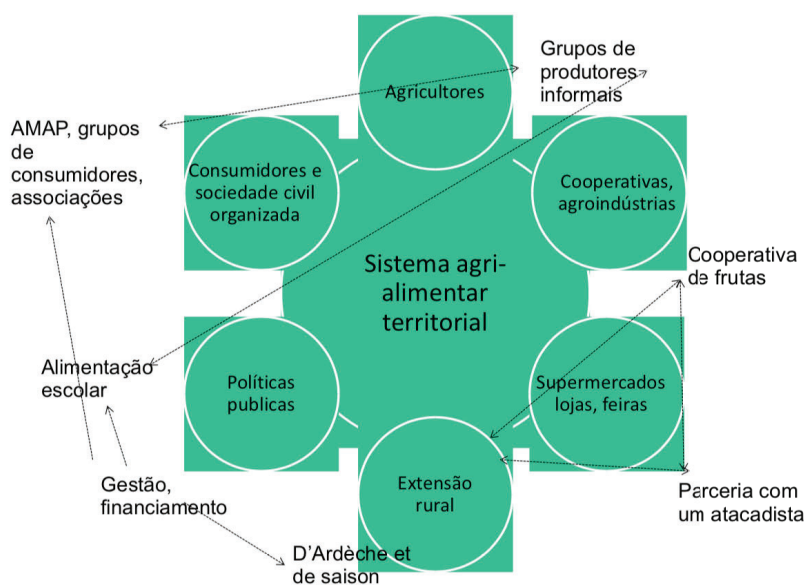 Agricultores
Grupos de
produtores
informais
AMAP, grupos
de
consumidores,
associações
Consumidores e
sociedade civil
organizada
Cooperativas,
agroindústrias
Sistema agri-
alimentar
territorial
Cooperativa
de frutas
Alimentação
escolar
Políticas
publicas
Supermercados
lojas, feiras
Gestão,
financiamento
Extensão
rural
Parceria com
um atacadista
D'Ardèche et
de saison